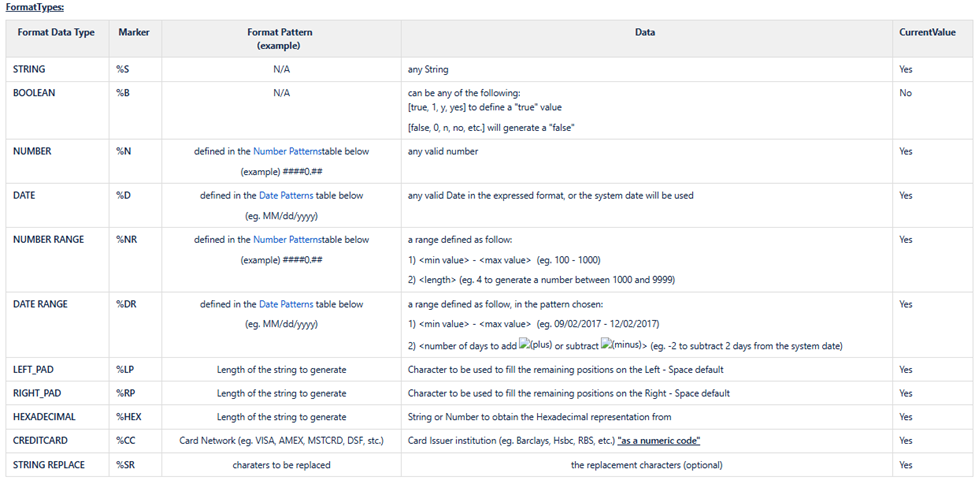 FormatTypes:
Format Data Type Marker Format Pattern (example) Data CurrentValue
STRING %S N/A any String Yes
BOOLEAN %B N/A can be any of the following: No
[true, 1, y, yes] to define a "true" value
[false, 0, n, no, etc.] will generate a "false"
NUMBER %N defined in the Number Patternstable below any valid number Yes
(example) ####0.##
DATE %D defined in the Date Patterns table below any valid Date in the expressed format, or the system date will be used Yes
(eg. MM/dd/yyyy)
NUMBER RANGE %NR defined in the Number Patternstable below a range defined as follow: Yes
(example) ####0.## 1) <min value> - <max value> (eg. 100 - 1000)
2) <length> (eg. 4 to generate a number between 1000 and 9999)
DATE RANGE %DR defined in the Date Patterns table below a range defined as follow, in the pattern chosen: Yes
(eg. MM/dd/yyyy) 1) <min value> - <max value> (eg. 09/02/2017 - 12/02/2017)
2) <number of days to add (plus) or subtract (minus)> (eg. -2 to subtract 2 days from the system date)
LEFT_PAD %LP Length of the string to generate Character to be used to fill the remaining positions on the Left - Space default Yes
RIGHT_PAD %RP Length of the string to generate Character to be used to fill the remaining positions on the Right - Space default Yes
HEXADECIMAL %HEX Length of the string to generate String or Number to obtain the Hexadecimal representation from Yes
CREDITCARD %CC Card Network (eg. VISA, AMEX, MSTCRD, DSF, stc.) Card Issuer institution (eg. Barclays, Hsbc, RBS, etc.) "as a numeric code" Yes
STRING REPLACE %SR charaters to be replaced the replacement characters (optional) Yes